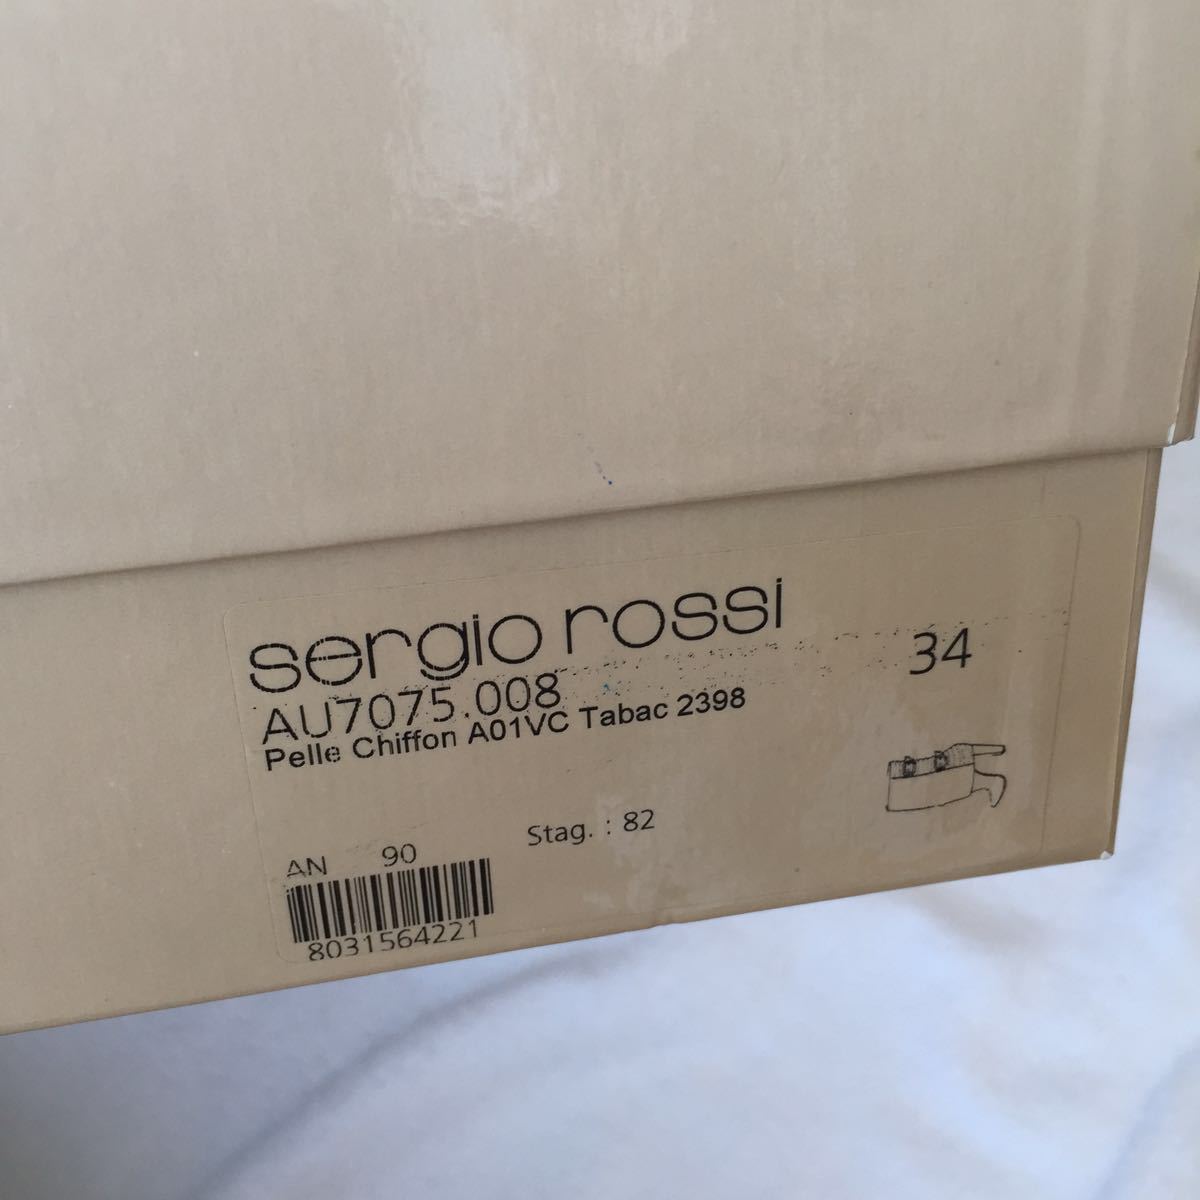 sergio rossi
AU7075.008
34
Pelle Chiffon A01VC Tabac 2398
Stag. : 82
AN 90
8031564221